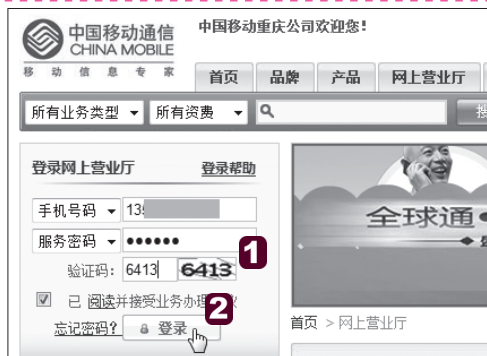 中国移动通信
CHINA MOBILE
移动信息专家
中国移动重庆公司欢迎您!
首页 品牌 产品 网上营业厅
所有业务类型 所有资费
登录网上营业厅 登录帮助
手机号码 13
服务密码 ●●●●●●
验证码: 6413 6413
1
已 阅读并接受业务办理
2
忘记密码? 登录
全球通
首页 > 网上营业厅